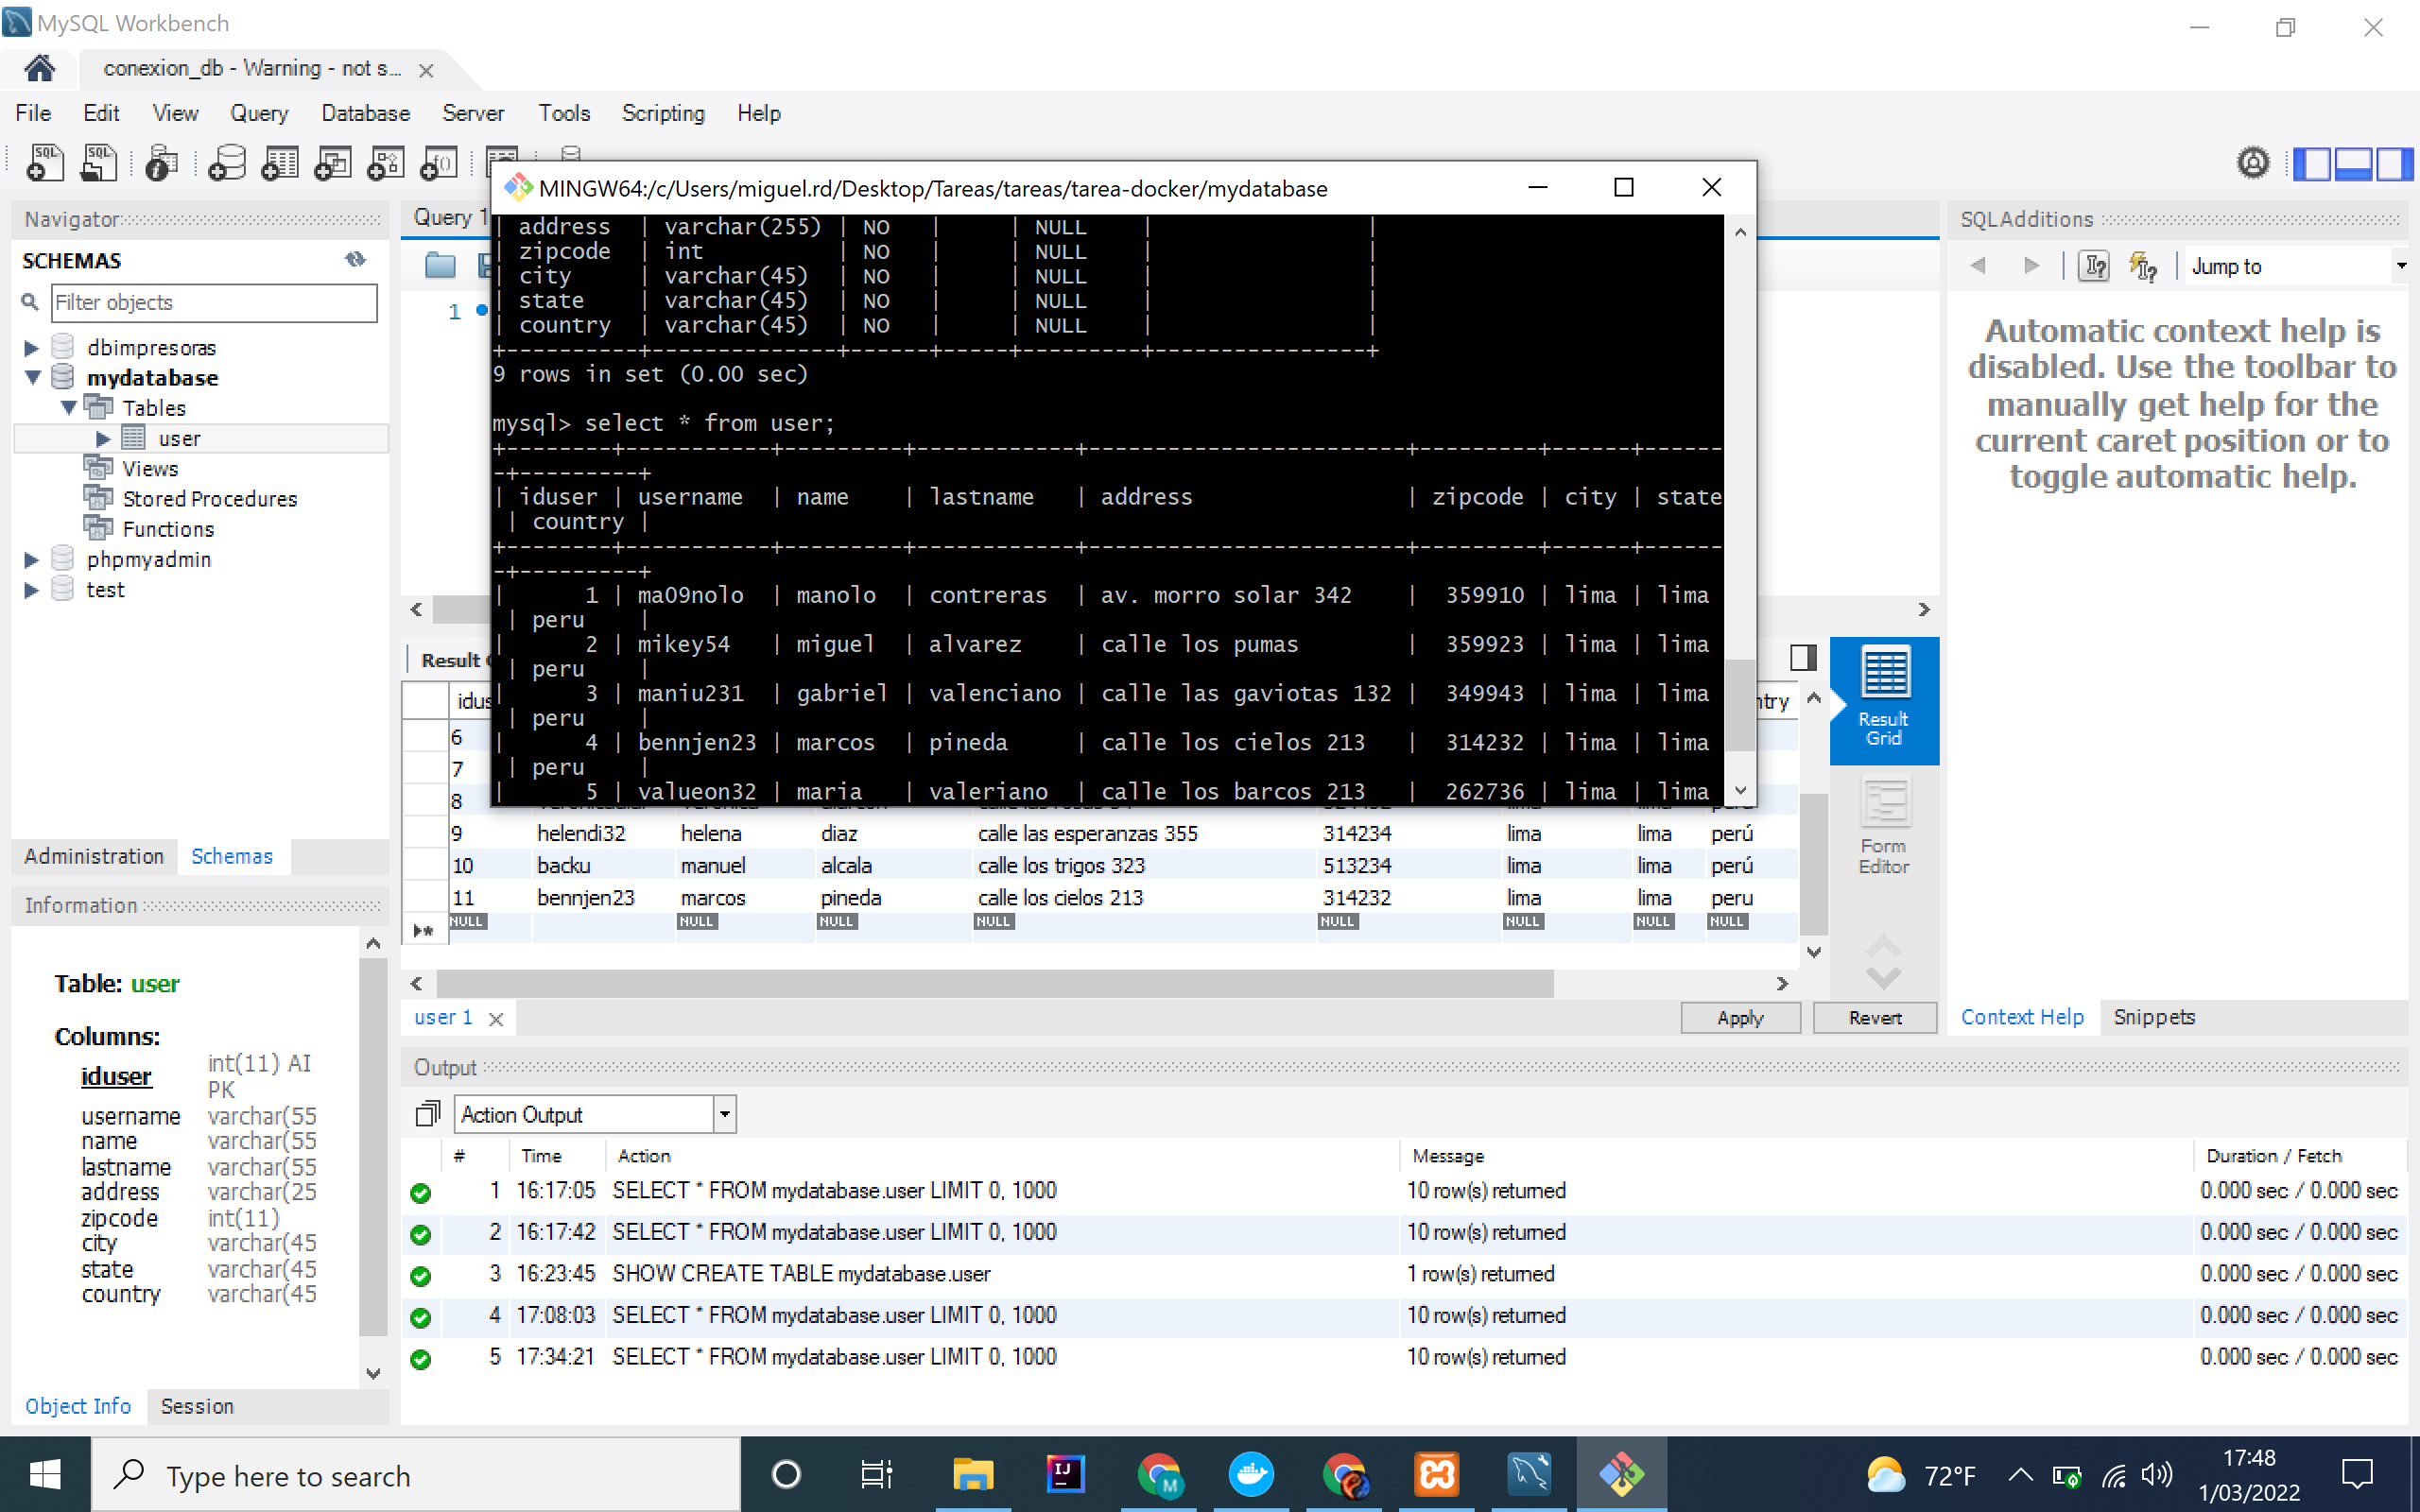 MySQL Workbench
conexion_db - Warning - not s...
File Edit View Query Database Server Tools Scripting Help
MINGW64:/c/Users/miguel.rd/Desktop/Tareas/tareas/tarea-docker/mydatabase
| address | varchar(255) | NO | | NULL | |
| zipcode | int | NO | | NULL | |
| city | varchar(45) | NO | | NULL | |
| state | varchar(45) | NO | | NULL | |
| country | varchar(45) | NO | | NULL | |
+----------+--------------+------+-----+---------+----------------+
9 rows in set (0.00 sec)
mysql> select * from user;
+--------+-----------+----------+------------+------------------------+---------+------+------
-+---------+
| iduser | username | name | lastname | address | zipcode | city | state
| country |
+--------+-----------+----------+------------+------------------------+---------+------+------
-+---------+
| 1 | ma09nolo | manolo | contreras | av. morro solar 342 | 359910 | lima | lima
| peru |
| 2 | mikey54 | miguel | alvarez | calle los pumas | 359923 | lima | lima
| peru |
| 3 | maniu231 | gabriel | valenciano | calle las gaviotas 132 | 349943 | lima | lima
| peru |
| 4 | bennjen23 | marcos | pineda | calle los cielos 213 | 314232 | lima | lima
| peru |
| 5 | valueon32 | maria | valeriano | calle los barcos 213 | 262736 | lima | lima
Navigator
SCHEMAS
Filter objects
dbimpresoras
mydatabase
Tables
user
Views
Stored Procedures
Functions
phpmyadmin
test
Administration Schemas
Information
Table: user
Columns:
iduser int(11) AI
PK
username varchar(55
name varchar(55
lastname varchar(55
address varchar(25
zipcode int(11)
city varchar(45
state varchar(45
country varchar(45
Object Info Session
Query 1
1
Result
idus
ntry
6
7
8
9 helendi32 helena diaz calle las esperanzas 355 314234 lima lima perú
10 backu manuel alcala calle los trigos 323 513234 lima lima perú
11 bennjen23 marcos pineda calle los cielos 213 314232 lima lima peru
NULL NULL NULL NULL NULL NULL NULL NULL
Result
Grid
Form
Editor
user 1
Apply Revert
SQLAdditions
Jump to
Automatic context help is
disabled. Use the toolbar to
manually get help for the
current caret position or to
toggle automatic help.
Context Help Snippets
Output
Action Output
# Time Action Message Duration / Fetch
1 16:17:05 SELECT * FROM mydatabase.user LIMIT 0, 1000 10 row(s) returned 0.000 sec / 0.000 sec
2 16:17:42 SELECT * FROM mydatabase.user LIMIT 0, 1000 10 row(s) returned 0.000 sec / 0.000 sec
3 16:23:45 SHOW CREATE TABLE mydatabase.user 1 row(s) returned 0.000 sec / 0.000 sec
4 17:08:03 SELECT * FROM mydatabase.user LIMIT 0, 1000 10 row(s) returned 0.000 sec / 0.000 sec
5 17:34:21 SELECT * FROM mydatabase.user LIMIT 0, 1000 10 row(s) returned 0.000 sec / 0.000 sec
Type here to search
72°F
17:48
1/03/2022